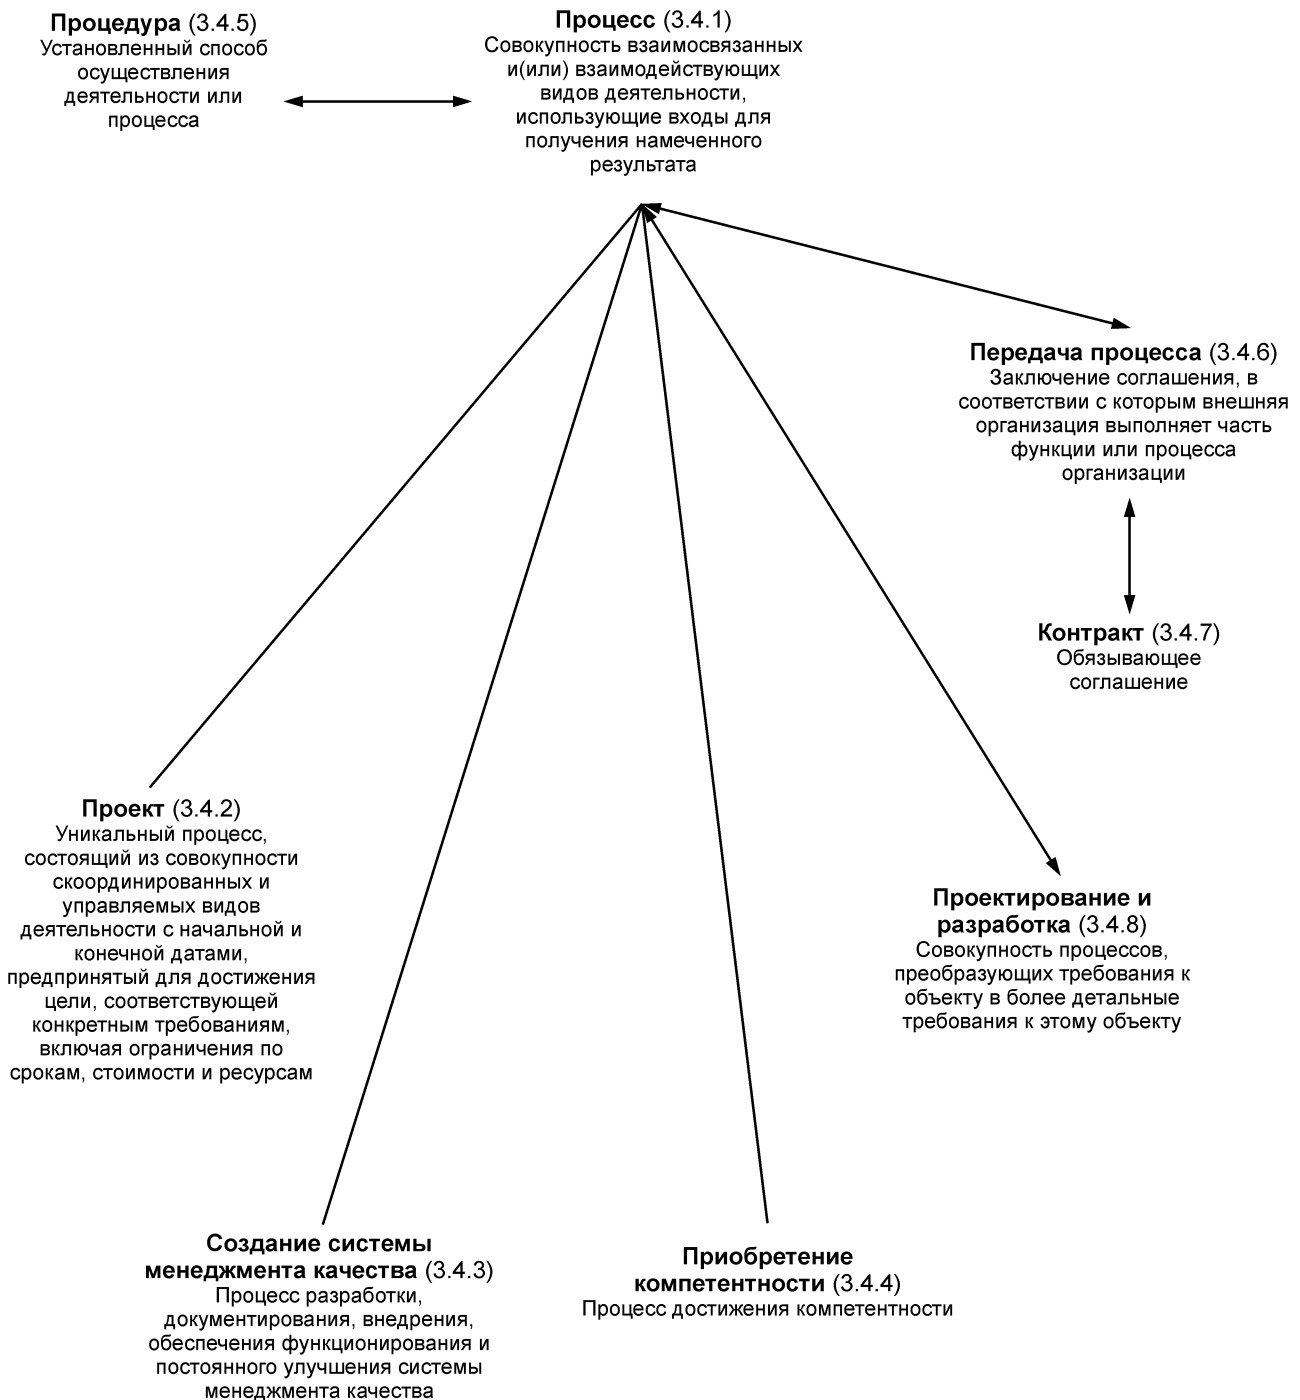 Процедура (3.4.5)
Установленный способ
осуществления
деятельности или
процесса
Процесс (3.4.1)
Совокупность взаимосвязанных
и(или) взаимодействующих
видов деятельности,
использующие входы для
получения намеченного
результата
Передача процесса (3.4.6)
Заключение соглашения, в
соответствии с которым внешняя
организация выполняет часть
функции или процесса
организации
Контракт (3.4.7)
Обязывающее
соглашение
Проект (3.4.2)
Уникальный процесс,
состоящий из совокупности
скоординированных и
управляемых видов
деятельности с начальной и
конечной датами,
предпринятый для достижения
цели, соответствующей
конкретным требованиям,
включая ограничения по
срокам, стоимости и ресурсам
Проектирование и
разработка (3.4.8)
Совокупность процессов,
преобразующих требования к
объекту в более детальные
требования к этому объекту
Создание системы
менеджмента качества (3.4.3)
Процесс разработки,
документирования, внедрения,
обеспечения функционирования и
постоянного улучшения системы
менеджмента качества
Приобретение
компетентности (3.4.4)
Процесс достижения компетентности